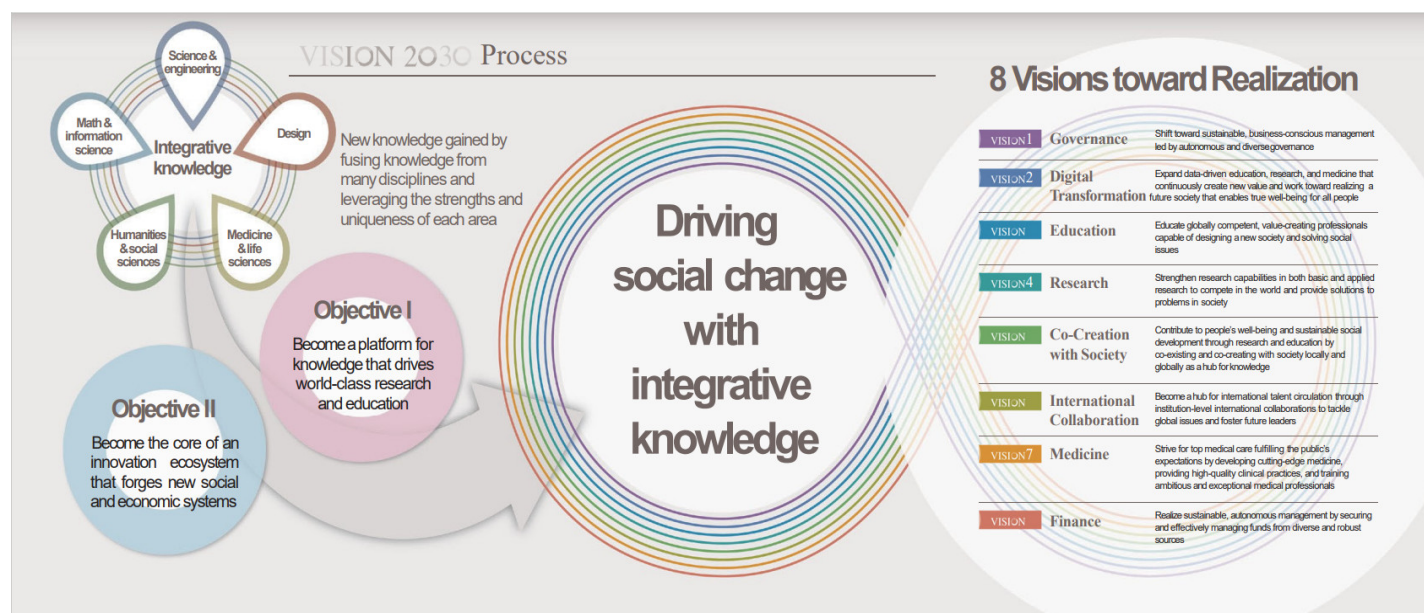 VISION 2030 Process
Science &
engineering
Math &
information
science
Design
Integrative
knowledge
Humanities
& social
sciences
Medicine
& life
sciences
New knowledge gained by
fusing knowledge from
many disciplines and
leveraging the strengths and
uniqueness of each area
Objective I
Become a platform for
knowledge that drives
world-class research
and education
Objective II
Become the core of an
innovation ecosystem
that forges new social
and economic systems
Driving
social change
with
integrative
knowledge
8 Visions toward Realization
VISION1 Governance
Shift toward sustainable, business-conscious management
led by autonomous and diverse governance
VISION2 Digital
Transformation
Expand data-driven education, research, and medicine that
continuously create new value and work toward realizing a
future society that enables true well-being for all people
VISION Education
Educate globally competent, value-creating professionals
capable of designing a new society and solving social
issues
VISION4 Research
Strengthen research capabilities in both basic and applied
research to compete in the world and provide solutions to
problems in society
VISION Co-Creation
with Society
Contribute to people's well-being and sustainable social
development through research and education by
co-existing and co-creating with society locally and
globally as a hub for knowledge
VISION International
Collaboration
Become a hub for international talent circulation through
institution-level international collaborations to tackle
global issues and foster future leaders
VISION7 Medicine
Strive for top medical care fulfilling the public's
expectations by developing cutting-edge medicine,
providing high-quality clinical practices, and training
ambitious and exceptional medical professionals
VISION Finance
Realize sustainable, autonomous management by securing
and effectively managing funds from diverse and robust
sources